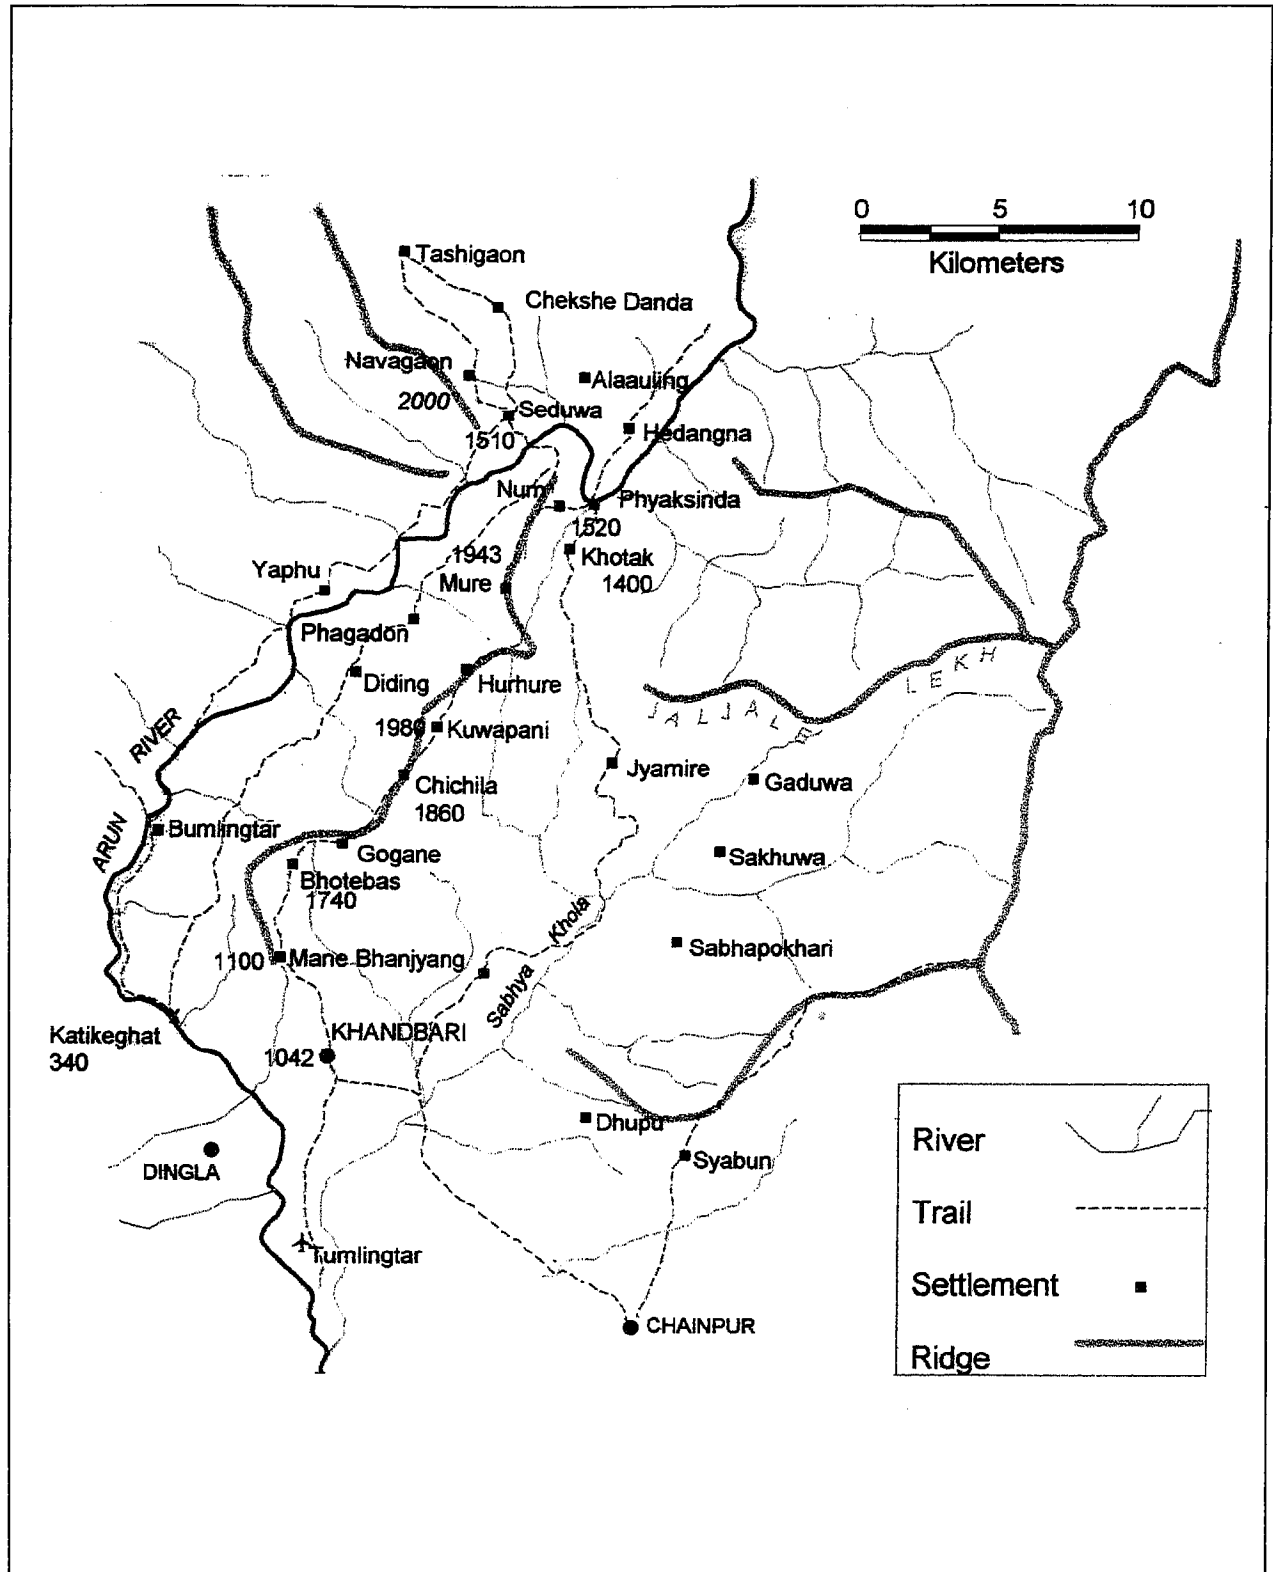 0 5 10
Kilometers
Tashigaon
Chekshe Danda
Navagaon
2000
Alaauling
Seduwa
1510
Hedangna
Num
Phyaksinda
1520
1943
Khotak
1400
Yaphu
Mure
Phagadon
Diding
Hurhure
JALJALE LEKH
1980
Kuwapani
RIVER
Jyamire
Gaduwa
Chichila
1860
ARUN
Bumlingtar
Gogane
Sakhuwa
Bhotebas
1740
Khola
Sabhapokhari
1100
Mane Bhanjyang
Sabhya
Katikeghat
340
KHANDBARI
1042
Dhupu
River
DINGLA
Syabun
Trail
Tumlingtar
Settlement
CHAINPUR
Ridge